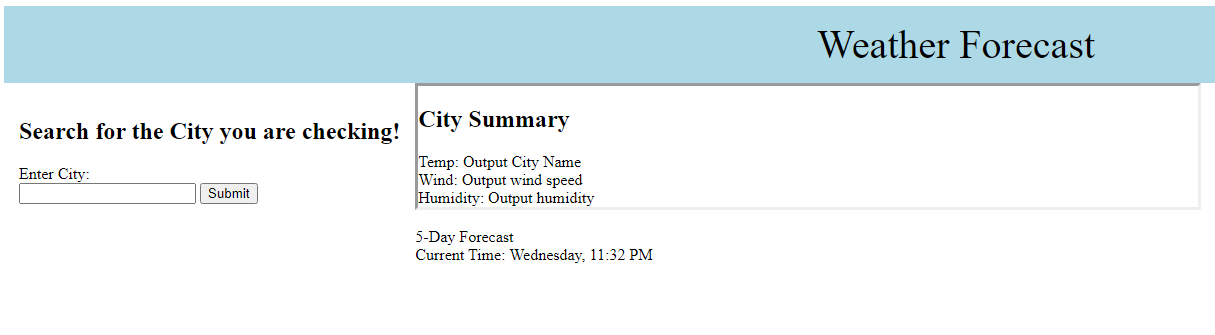 Weather Forecast
Search for the City you are checking!
Enter City:
Submit
City Summary
Temp: Output City Name
Wind: Output wind speed
Humidity: Output humidity
5-Day Forecast
Current Time: Wednesday, 11:32 PM